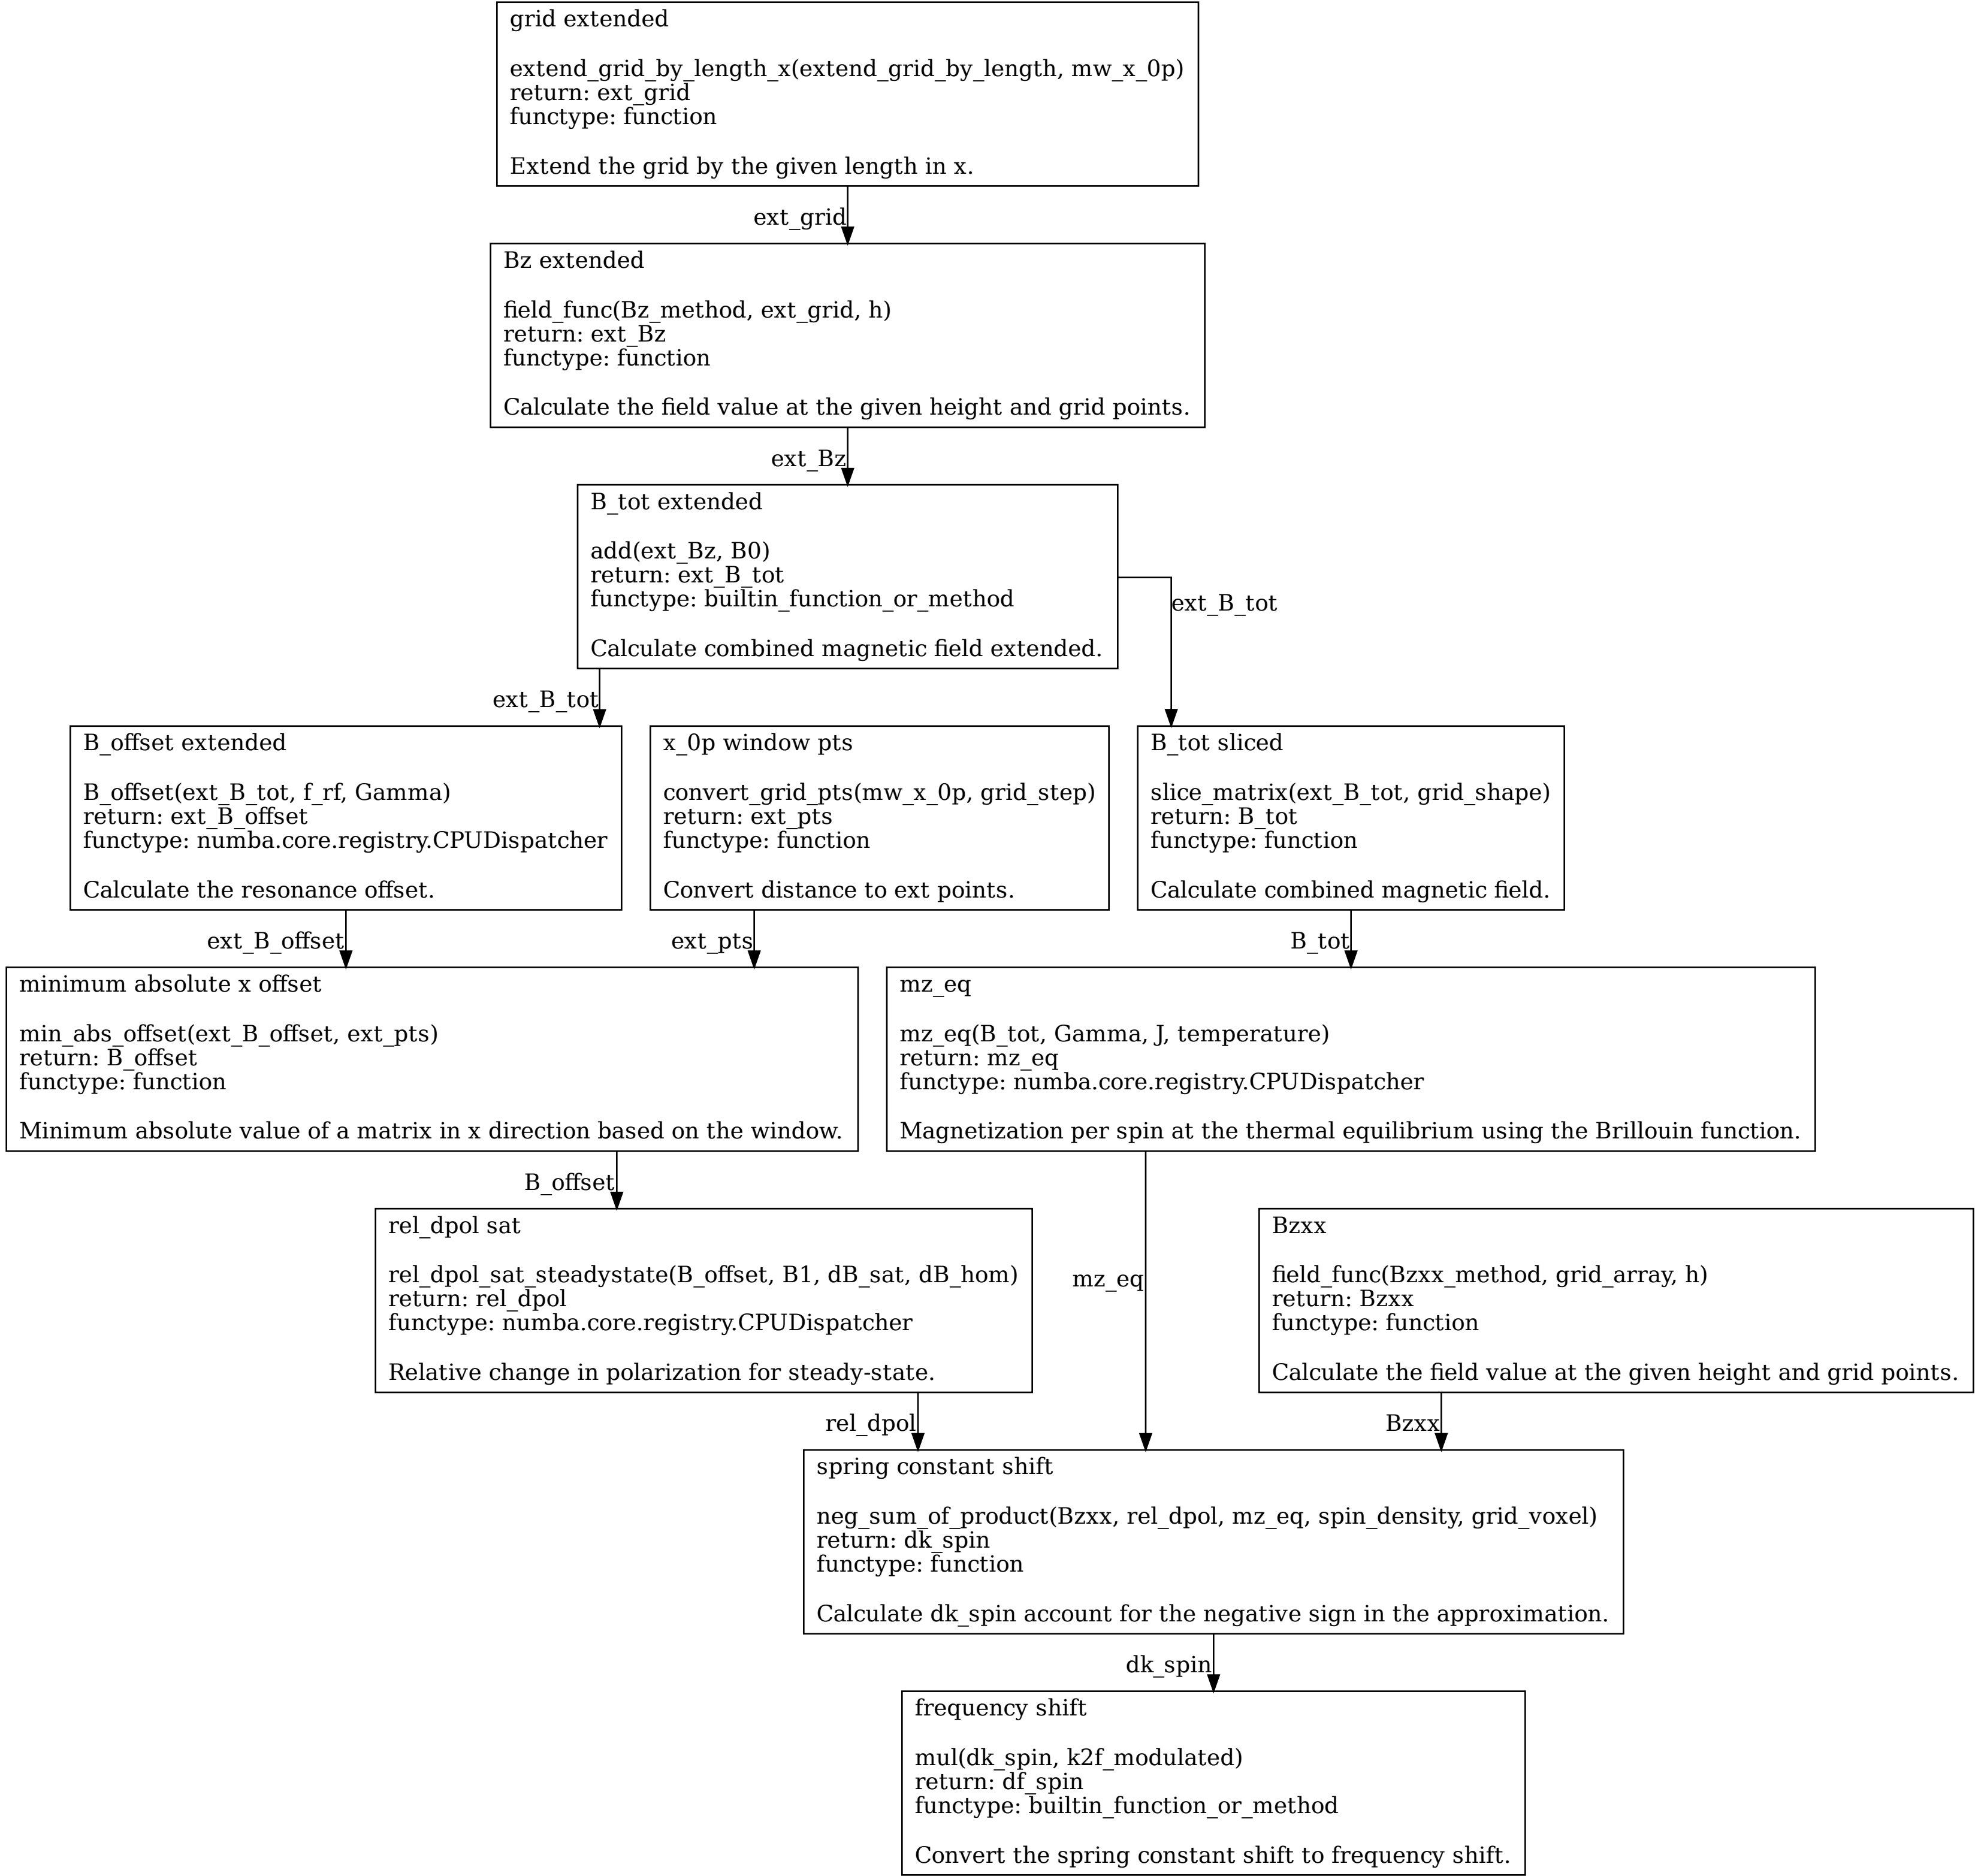 grid extended
extend_grid_by_length_x(extend_grid_by_length, mw_x_0p)
return: ext_grid
functype: function
Extend the grid by the given length in x.
ext_grid
Bz extended
field_func(Bz_method, ext_grid, h)
return: ext_Bz
functype: function
Calculate the field value at the given height and grid points.
ext_Bz
B_tot extended
add(ext_Bz, B0)
return: ext_B_tot
functype: builtin_function_or_method
Calculate combined magnetic field extended.
ext_B_tot
ext_B_tot
B_offset extended
B_offset(ext_B_tot, f_rf, Gamma)
return: ext_B_offset
functype: numba.core.registry.CPUDispatcher
Calculate the resonance offset.
x_0p window pts
convert_grid_pts(mw_x_0p, grid_step)
return: ext_pts
functype: function
Convert distance to ext points.
B_tot sliced
slice_matrix(ext_B_tot, grid_shape)
return: B_tot
functype: function
Calculate combined magnetic field.
ext_B_offset
ext_pts
B_tot
minimum absolute x offset
min_abs_offset(ext_B_offset, ext_pts)
return: B_offset
functype: function
Minimum absolute value of a matrix in x direction based on the window.
mz_eq
mz_eq(B_tot, Gamma, J, temperature)
return: mz_eq
functype: numba.core.registry.CPUDispatcher
Magnetization per spin at the thermal equilibrium using the Brillouin function.
B_offset
rel_dpol sat
rel_dpol_sat_steadystate(B_offset, B1, dB_sat, dB_hom)
return: rel_dpol
functype: numba.core.registry.CPUDispatcher
Relative change in polarization for steady-state.
mz_eq
Bzxx
field_func(Bzxx_method, grid_array, h)
return: Bzxx
functype: function
Calculate the field value at the given height and grid points.
rel_dpol
Bzxx
spring constant shift
neg_sum_of_product(Bzxx, rel_dpol, mz_eq, spin_density, grid_voxel)
return: dk_spin
functype: function
Calculate dk_spin account for the negative sign in the approximation.
dk_spin
frequency shift
mul(dk_spin, k2f_modulated)
return: df_spin
functype: builtin_function_or_method
Convert the spring constant shift to frequency shift.